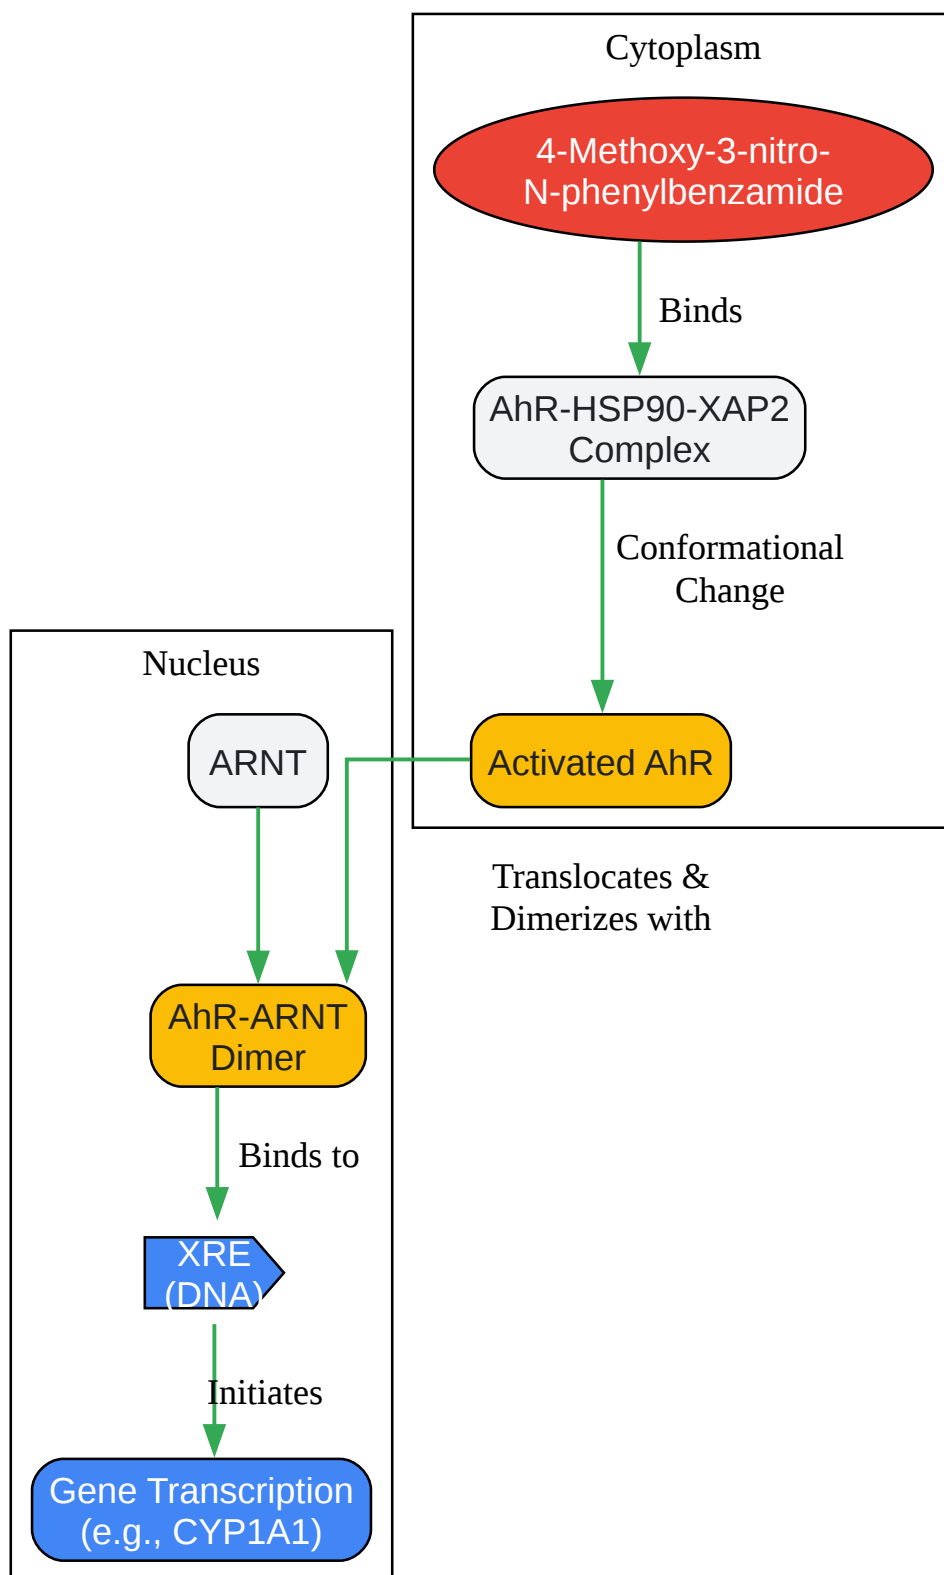 Cytoplasm
4-Methoxy-3-nitro-
N-phenylbenzamide
Binds
AhR-HSP90-XAP2
Complex
Conformational
Change
Activated AhR
Translocates &
Dimerizes with
Nucleus
ARNT
AhR-ARNT
Dimer
Binds to
XRE
(DNA)
Initiates
Gene Transcription
(e.g., CYP1A1)